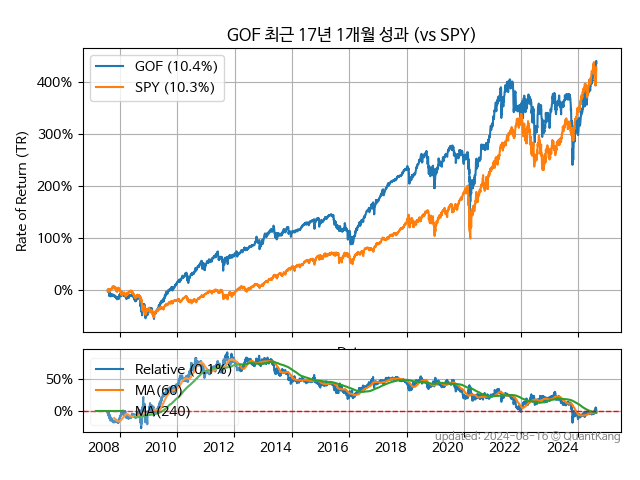 GOF 최근 17년 1개월 성과 (vs SPY)
GOF (10.4%)
SPY (10.3%)
Rate of Return (TR)
400%
300%
200%
100%
0%
Relative (0.1%)
MA(60)
MA(240)
50%
0%
2008 2010 2012 2014 2016 2018 2020 2022 2024
updated: 2024-08-16 © QuantKang